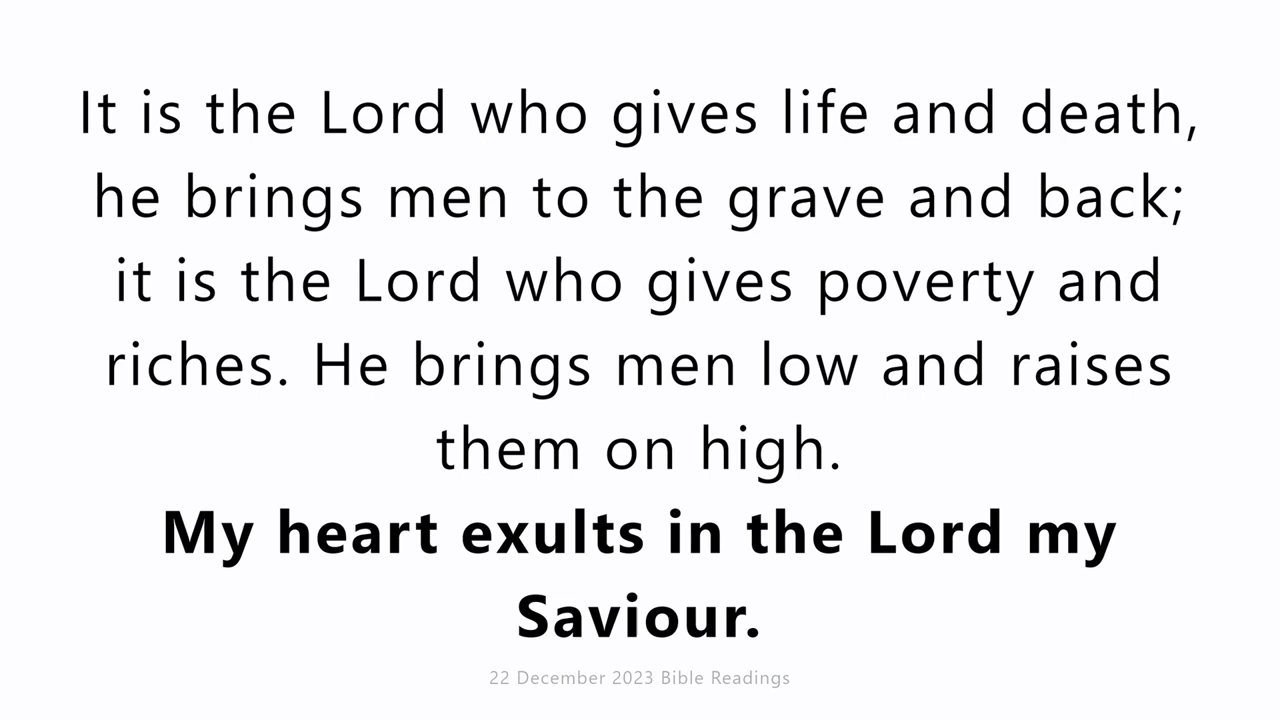 It is the Lord who gives life and death,
he brings men to the grave and back;
it is the Lord who gives poverty and
riches. He brings men low and raises
them on high.
My heart exults in the Lord my
Saviour.
22 December 2023 Bible Readings